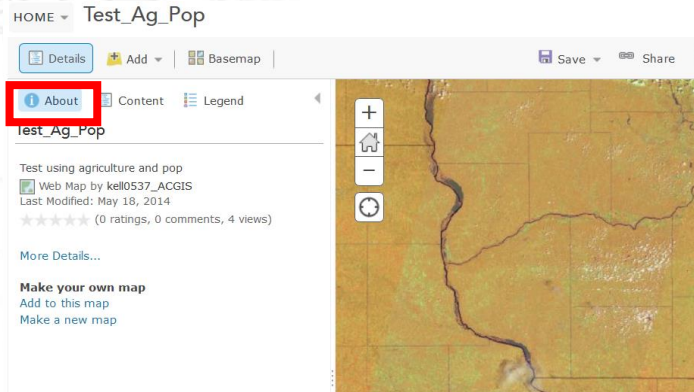 HOME Test_Ag_Pop
Details Add Basemap Save Share
About Content Legend
Test_Ag_Pop
Test using agriculture and pop
Web Map by kell0537_ACGIS
Last Modified: May 18, 2014
(0 ratings, 0 comments, 4 views)
More Details...
Make your own map
Add to this map
Make a new map